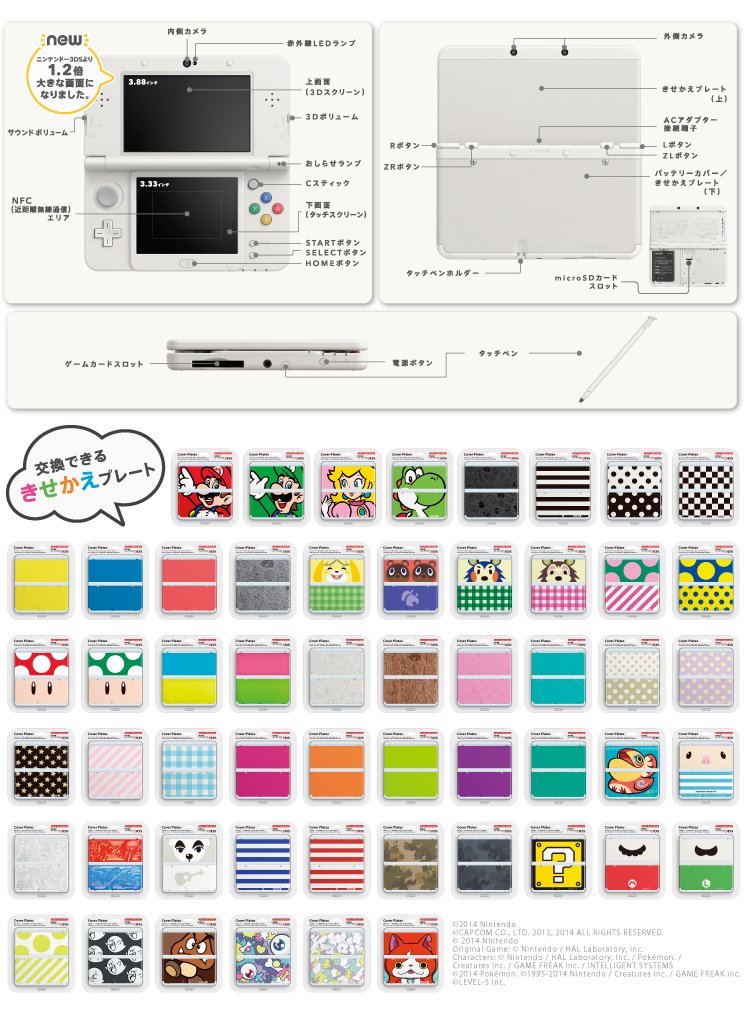 new
ニンテンドー3DSより
1.2倍
大きな画面に
なりました。
内側カメラ
赤外線LEDランプ
3.88インチ
上画面
(3Dスクリーン)
3Dボリューム
サウンドボリューム
おしらせランプ
3.33インチ
Cスティック
NFC
(近距離無線通信)
エリア
下画面
(タッチスクリーン)
STARTボタン
SELECTボタン
HOMEボタン
X
Y
A
B
外側カメラ
きせかえプレート
(上)
ACアダプター
接続端子
Rボタン
Lボタン
ZRボタン
ZLボタン
バッテリーカバー/
きせかえプレート
(下)
タッチペンホルダー
microSDカード
スロット
ゲームカードスロット
電源ボタン
タッチペン
交換できる
きせかえプレート
©2014 Nintendo
©CAPCOM CO., LTD. 2013, 2014 ALL RIGHTS RESERVED.
© 2014 Nintendo
Original Game: © Nintendo / HAL Laboratory, Inc.
Characters: © Nintendo / HAL Laboratory, Inc. / Pokémon. /
Creatures Inc. / GAME FREAK inc. / INTELLIGENT SYSTEMS
©2014 Pokémon. ©1995-2014 Nintendo / Creatures Inc. / GAME FREAK inc.
©LEVEL-5 Inc.